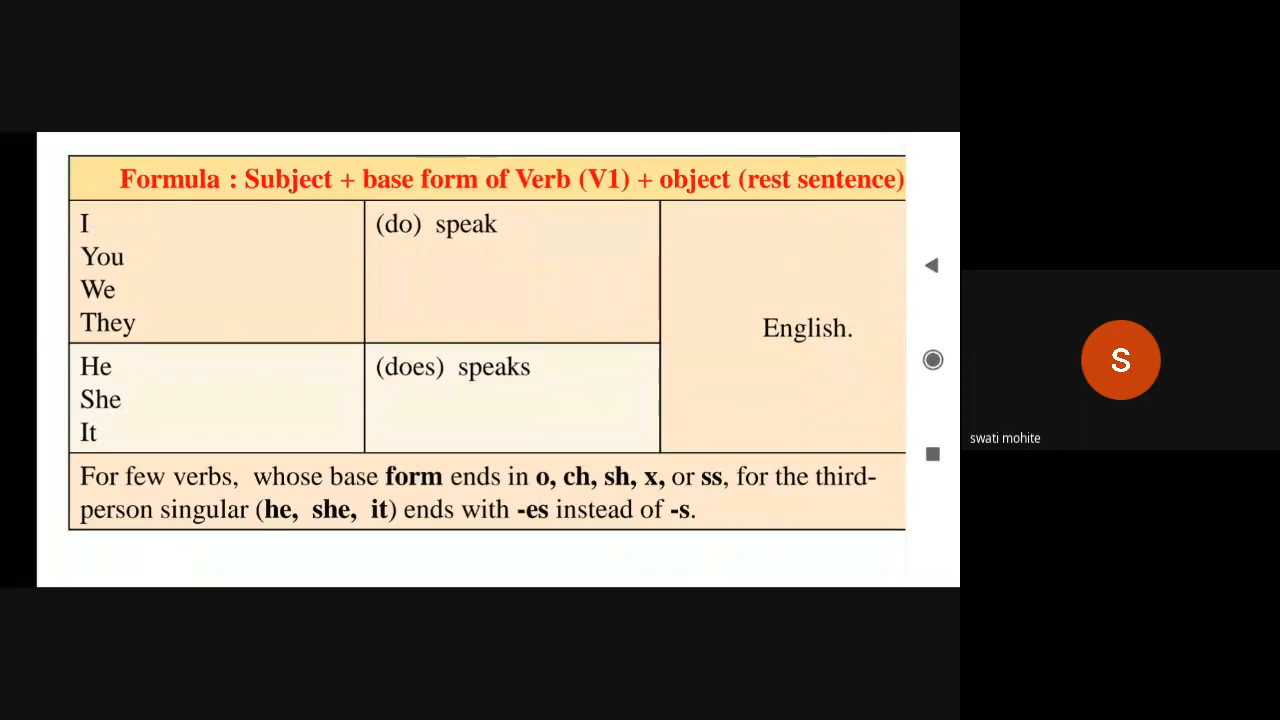 Formula : Subject + base form of Verb (V1) + object (rest sentence)
I
You
We
They
(do) speak
English.
He
She
It
(does) speaks
For few verbs, whose base form ends in o, ch, sh, x, or ss, for the third-
person singular (he, she, it) ends with -es instead of -s.
S
swati mohite